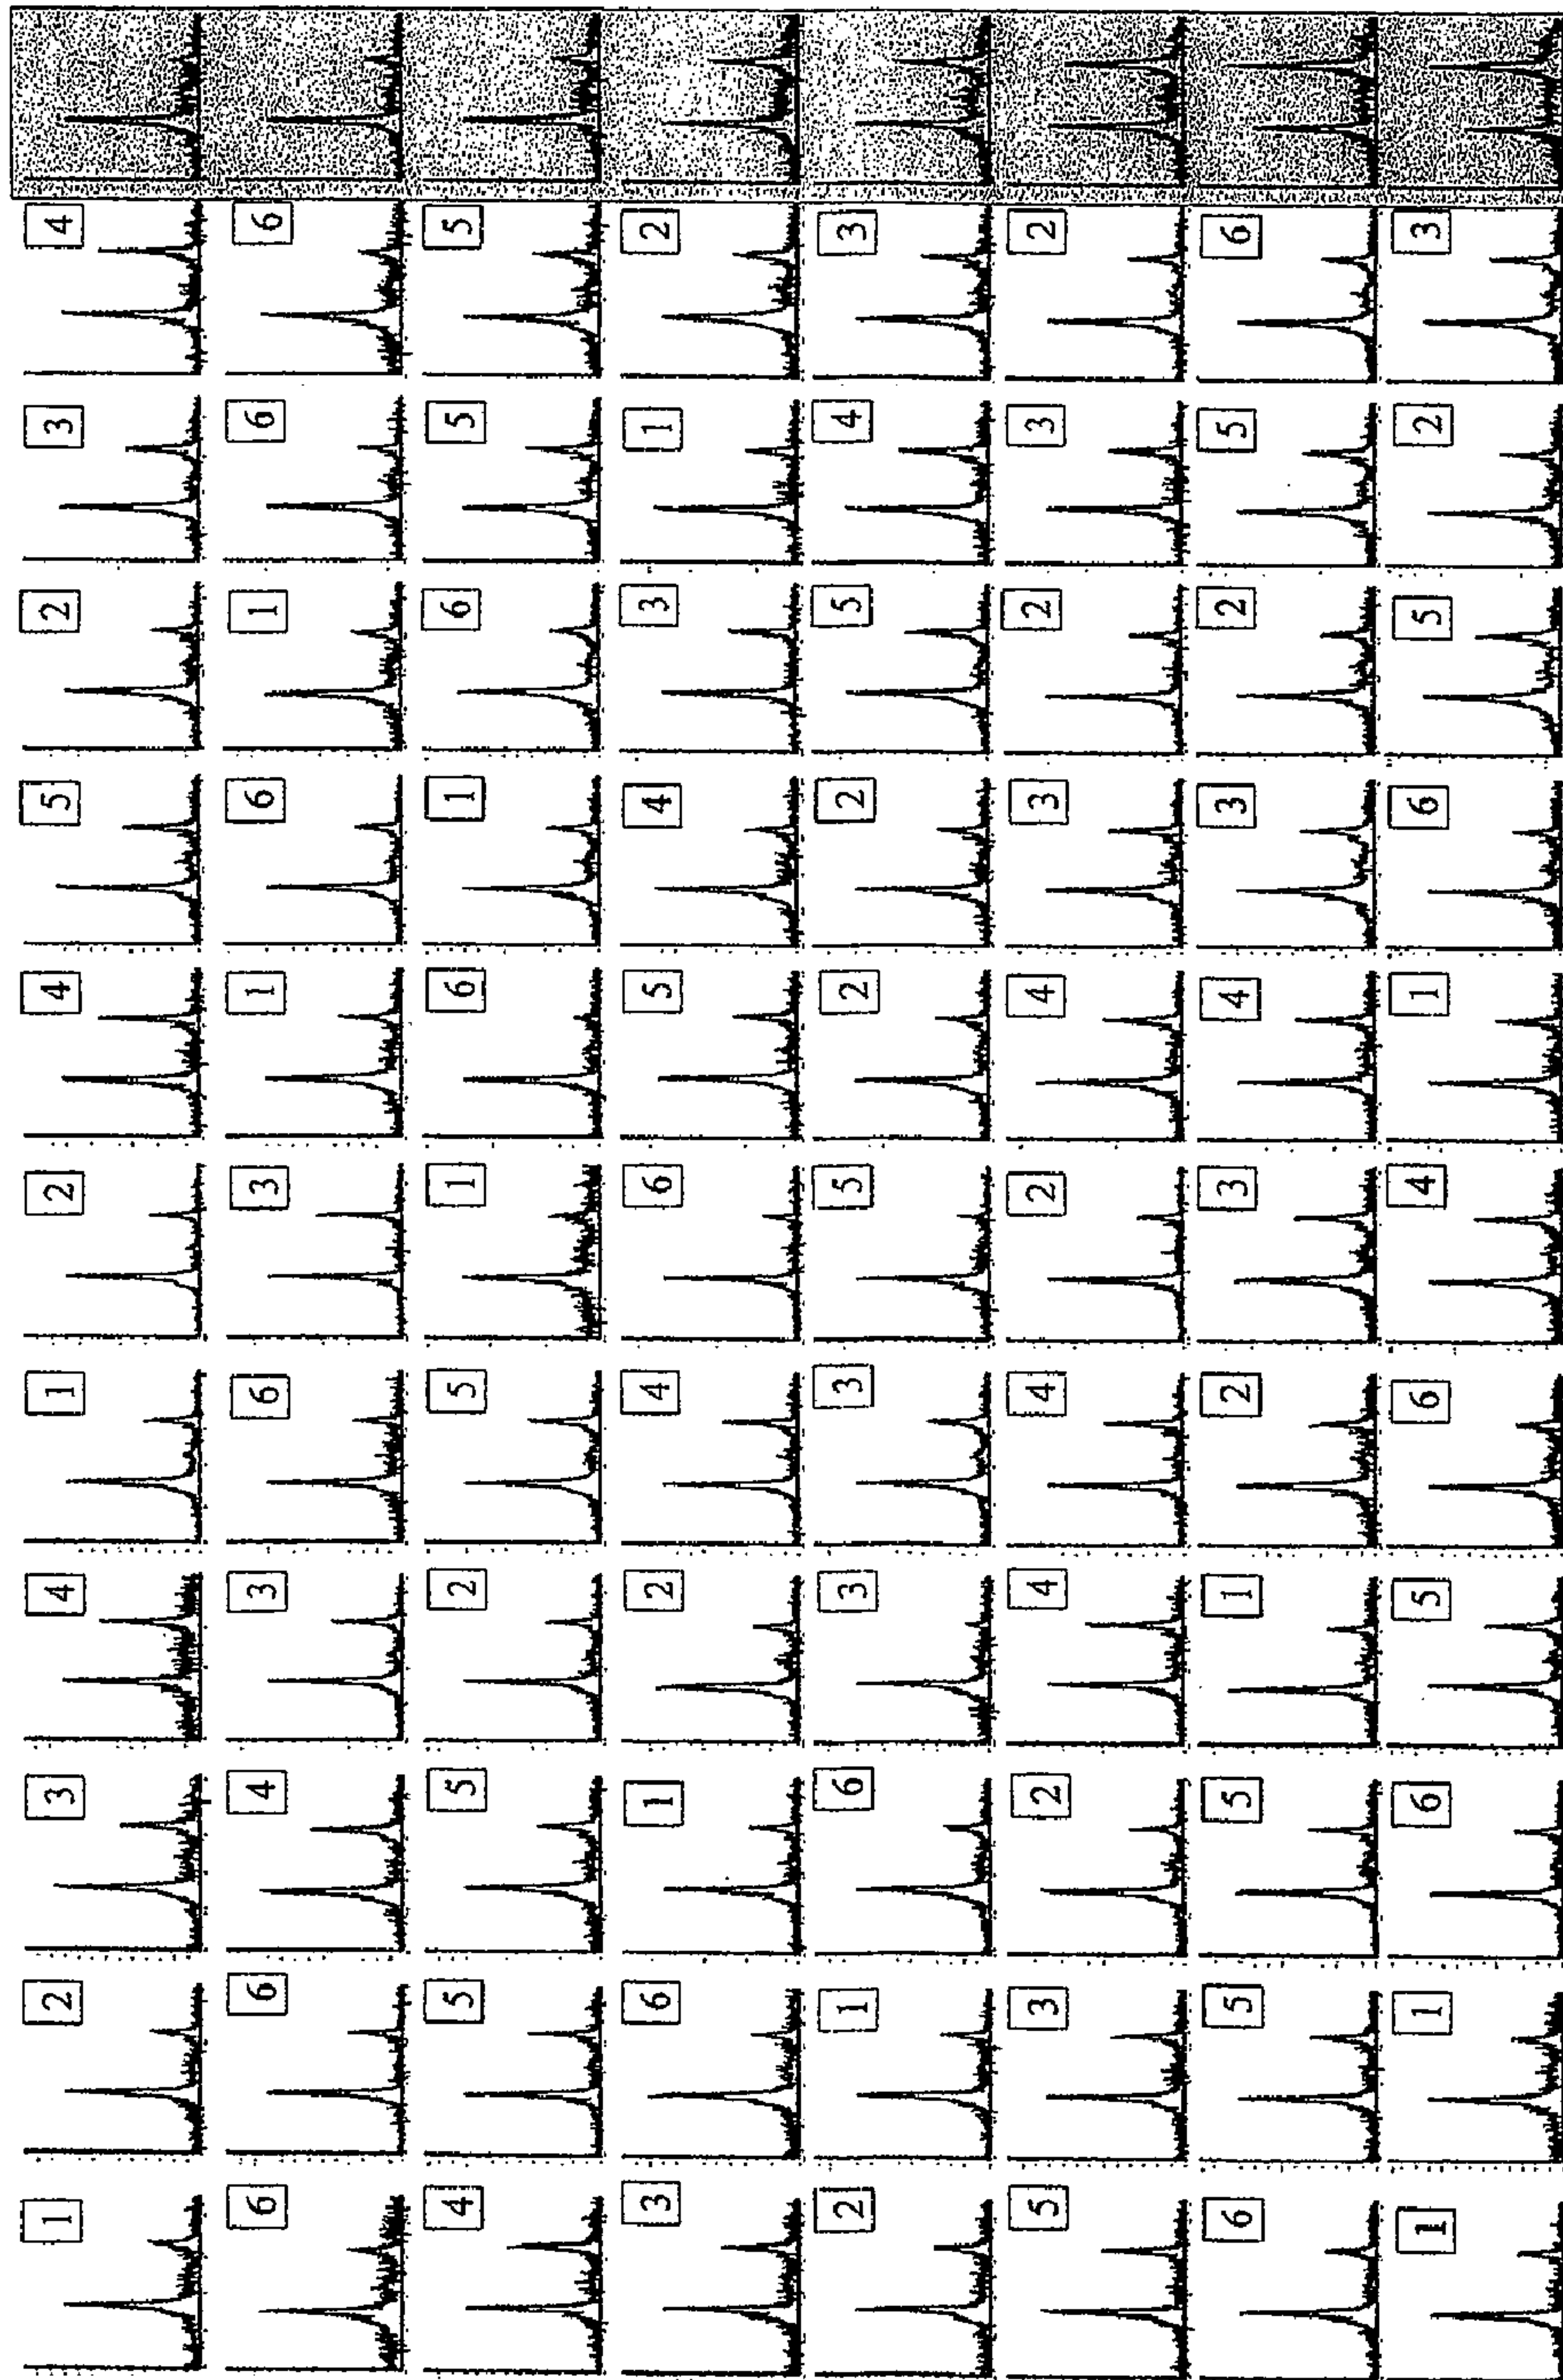 1 2 3 4 1 2 4 5 2 3 4
6 6 4 3 6 3 1 6 1 6 6
4 5 5 2 5 1 6 1 6 5 5
3 6 1 2 4 6 5 4 3 1 2
2 1 6 3 3 5 2 2 5 4 3
5 3 2 4 4 2 4 3 2 3 2
6 5 5 1 2 3 4 3 2 5 6
1 1 6 5 6 4 1 6 5 2 3